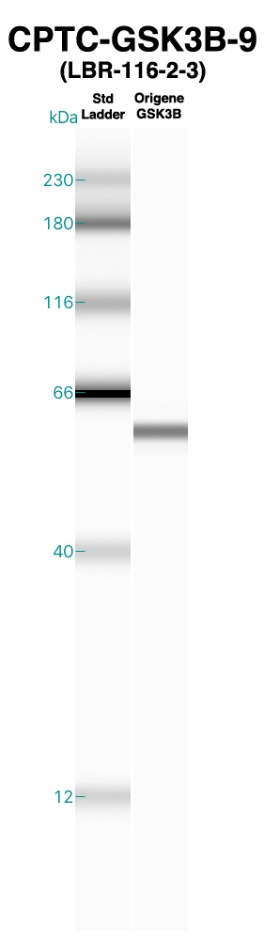 CPTC-GSK3B-9
(LBR-116-2-3)
Std Origene
kDa Ladder GSK3B
230
180
116
66
40
12